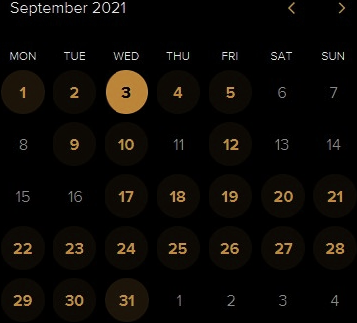 September 2021 < >
MON TUE WED THU FRI SAT SUN
1 2 3 4 5 6 7
8 9 10 11 12 13 14
15 16 17 18 19 20 21
22 23 24 25 26 27 28
29 30 31 1 2 3 4